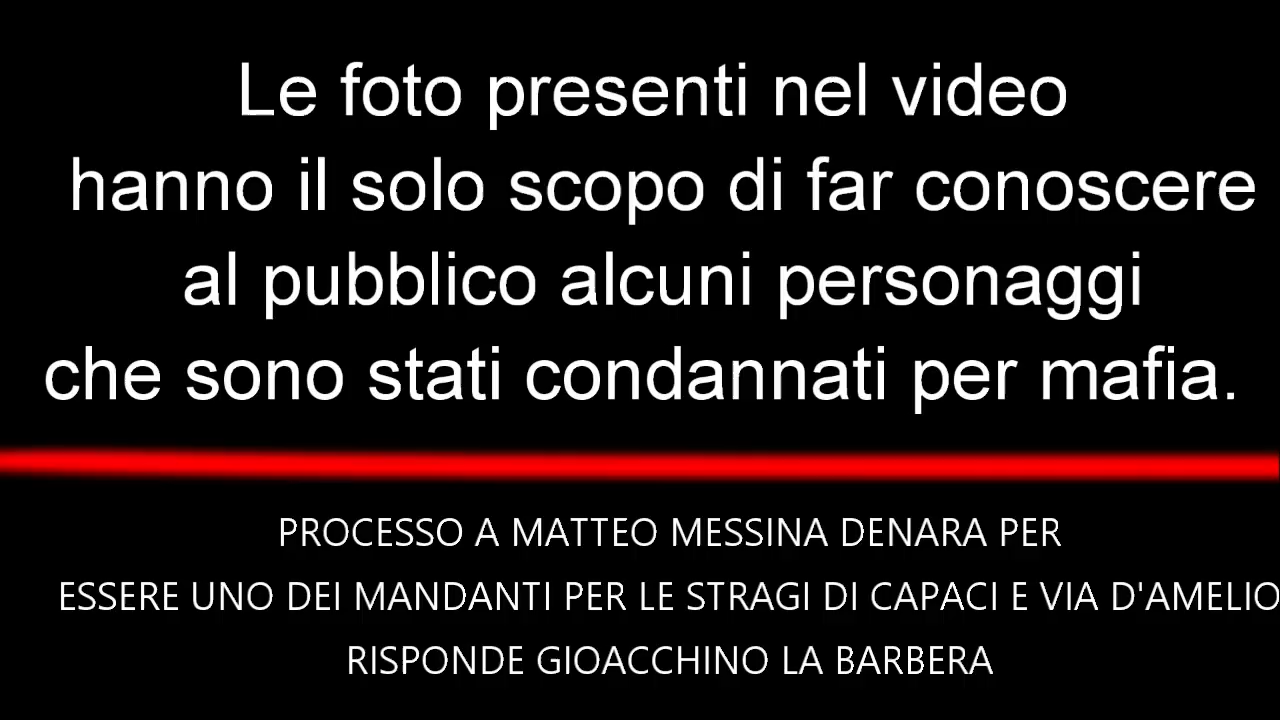 Le foto presenti nel video
hanno il solo scopo di far conoscere
al pubblico alcuni personaggi
che sono stati condannati per mafia.
PROCESSO A MATTEO MESSINA DENARA PER
ESSERE UNO DEI MANDANTI PER LE STRAGI DI CAPACI E VIA D'AMELIO
RISPONDE GIOACCHINO LA BARBERA